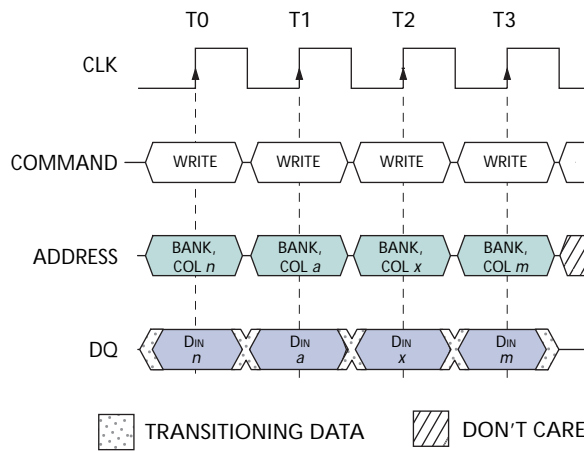 T0 T1 T2 T3
CLK
COMMAND WRITE WRITE WRITE WRITE
ADDRESS BANK, COL n BANK, COL a BANK, COL x BANK, COL m
DQ DIN n DIN a DIN x DIN m
TRANSITIONING DATA DON'T CARE